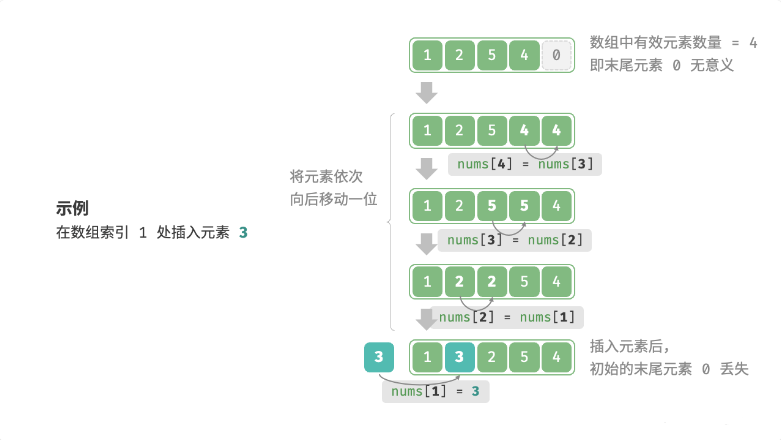 1 2 5 4 0
数组中有效元素数量 = 4
即末尾元素 0 无意义
1 2 5 4 4
nums[4] = nums[3]
将元素依次
向后移动一位
1 2 5 5 4
示例
在数组索引 1 处插入元素 3
nums[3] = nums[2]
1 2 2 5 4
nums[2] = nums[1]
3 1 3 2 5 4
插入元素后，
初始的末尾元素 0 丢失
nums[1] = 3